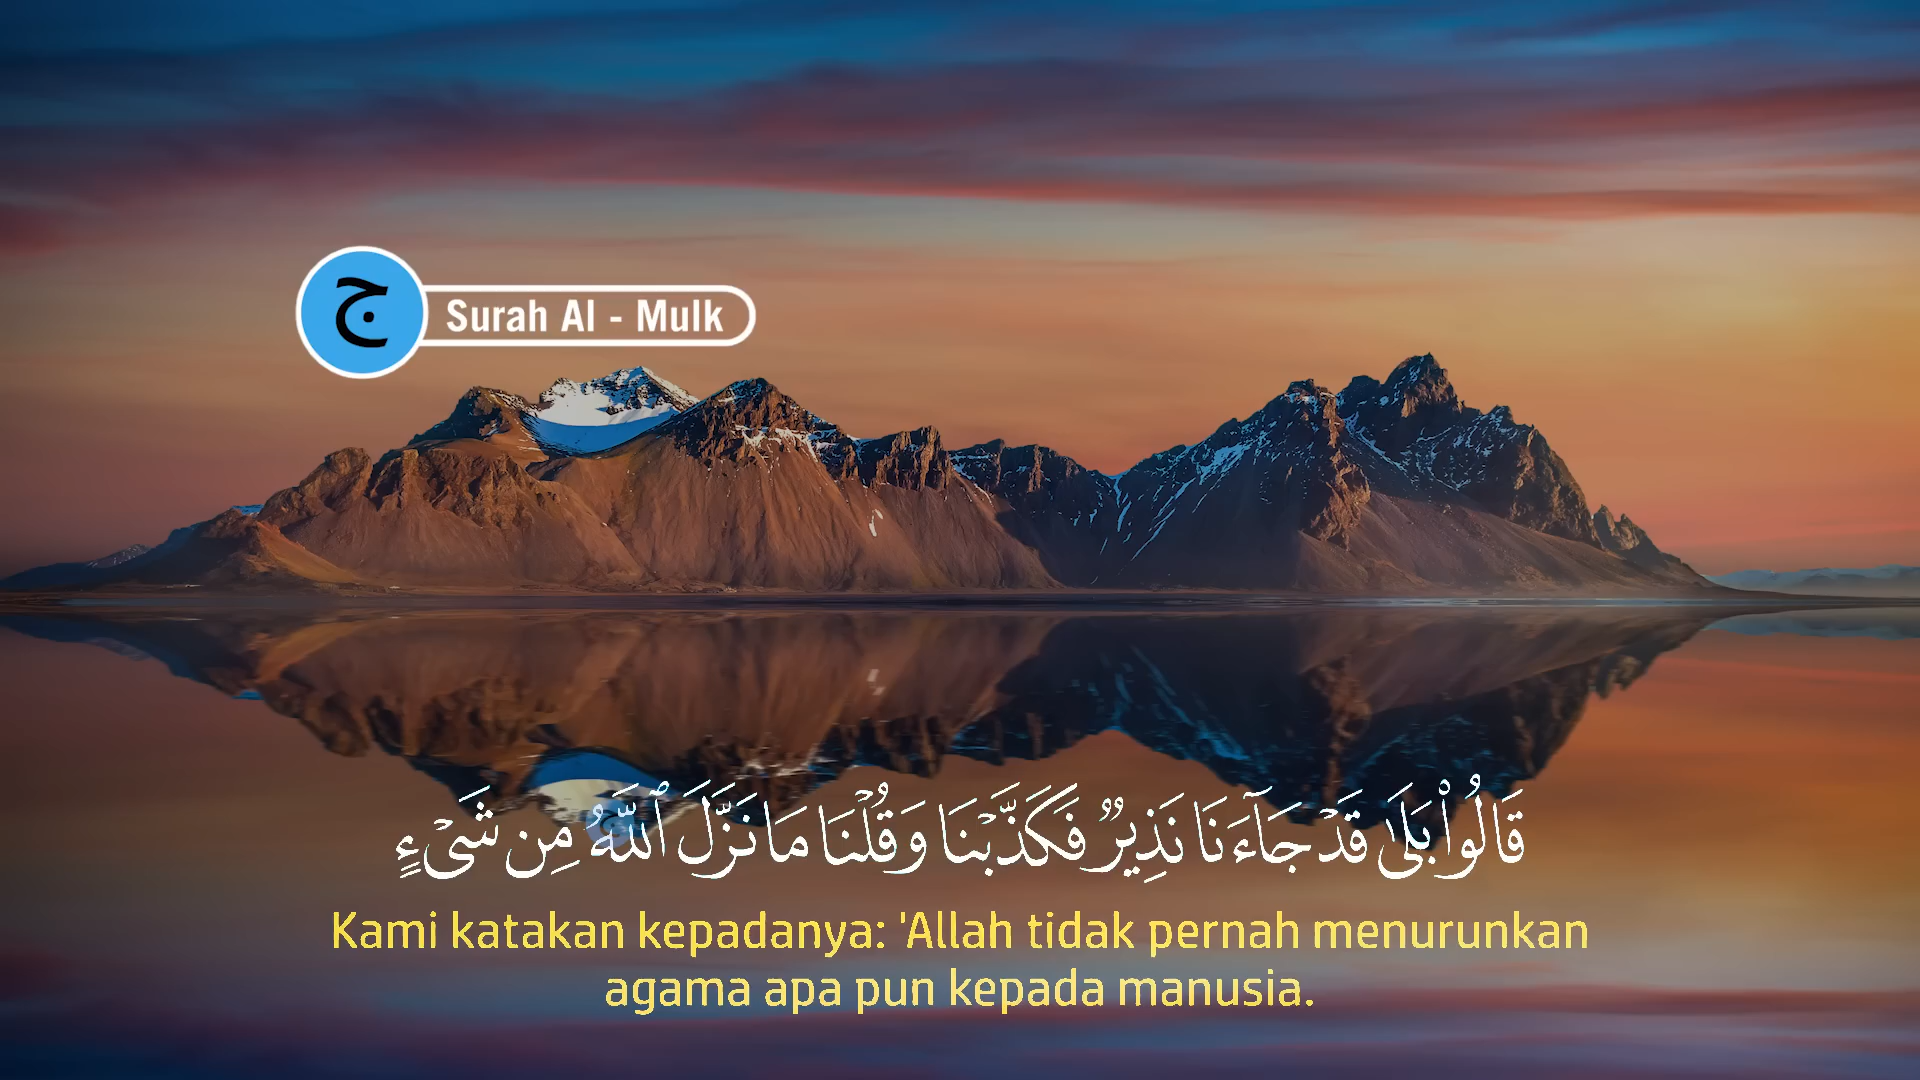 ج
Surah Al - Mulk
قَالُوا۟ بَلَىٰ قَدْ جَآءَنَا نَذِيرٌ فَكَذَّبْنَا وَقُلْنَا مَا نَزَّلَ ٱللَّهُ مِن شَىْءٍ
Kami katakan kepadanya: 'Allah tidak pernah menurunkan
agama apa pun kepada manusia.